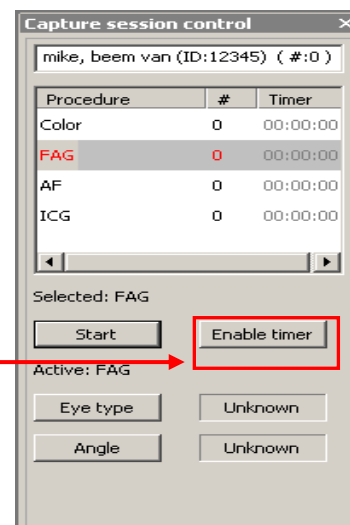 Capture session control
mike, beem van (ID:12345) ( #:0 )
Procedure # Timer
Color 0 00:00:00
FAG 0 00:00:00
AF 0 00:00:00
ICG 0 00:00:00
Selected: FAG
Start Enable timer
Active: FAG
Eye type Unknown
Angle Unknown